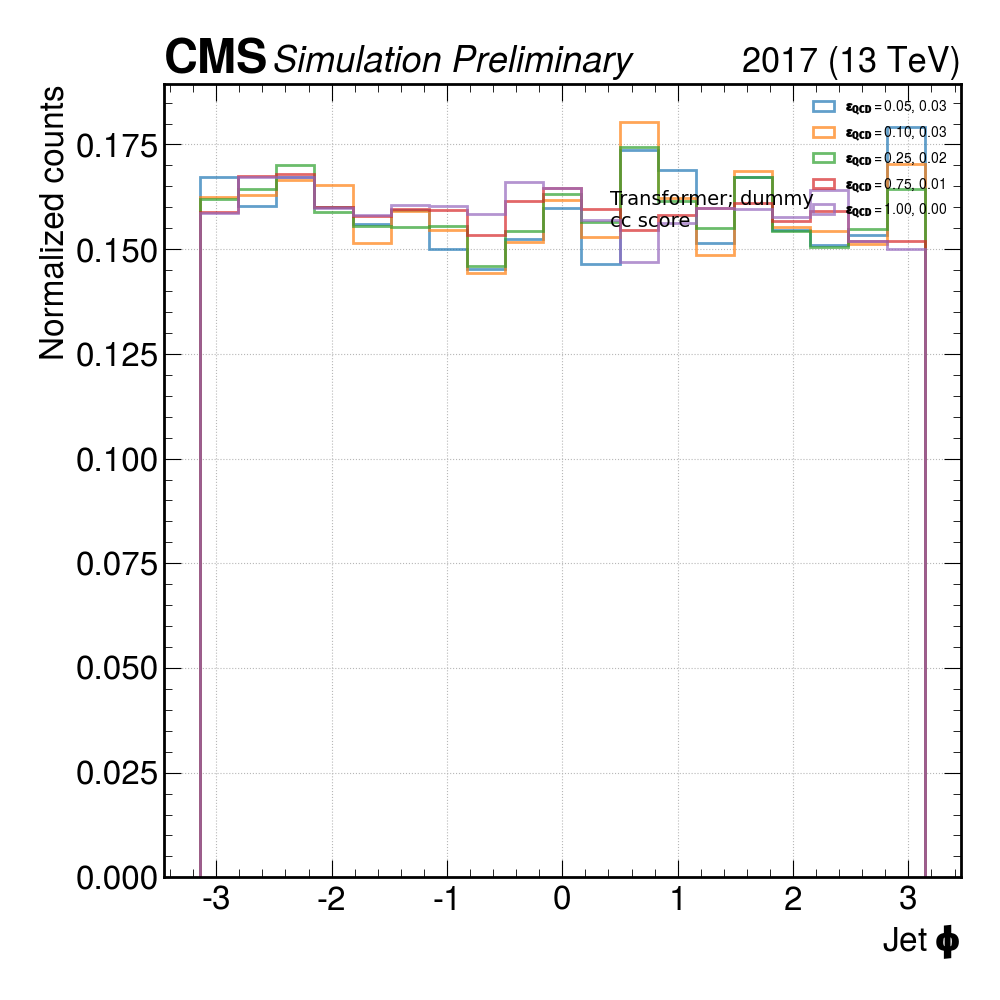 CMS Simulation Preliminary 2017 (13 TeV)
Normalized counts
0.175
0.150
0.125
0.100
0.075
0.050
0.025
0.000
εQCD = 0.05, 0.03
εQCD = 0.10, 0.03
εQCD = 0.25, 0.02
εQCD = 0.75, 0.01
εQCD = 1.00, 0.00
Transformer, dummy
cc score
-3 -2 -1 0 1 2 3
Jet ϕ